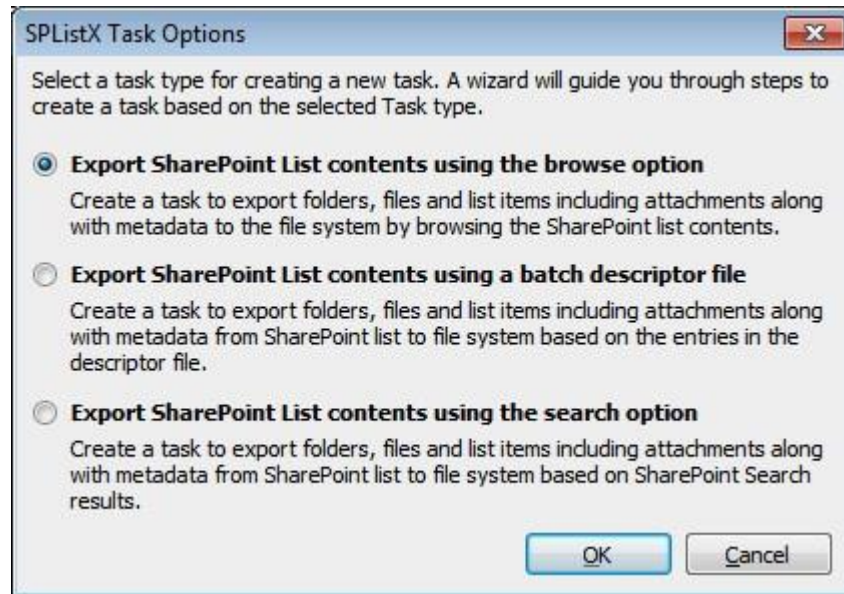 SPListX Task Options
Select a task type for creating a new task. A wizard will guide you through steps to
create a task based on the selected Task type.
Export SharePoint List contents using the browse option
Create a task to export folders, files and list items including attachments along
with metadata to the file system by browsing the SharePoint list contents.
Export SharePoint List contents using a batch descriptor file
Create a task to export folders, files and list items including attachments along
with metadata from SharePoint list to file system based on the entries in the
descriptor file.
Export SharePoint List contents using the search option
Create a task to export folders, files and list items including attachments along
with metadata from SharePoint list to file system based on SharePoint Search
results.
OK Cancel